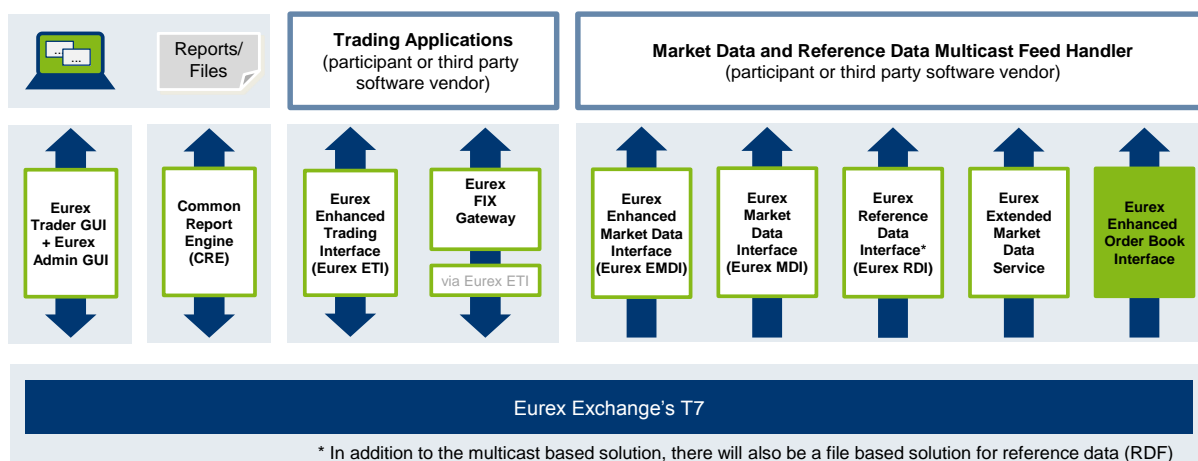 ...
...
Reports/
Files
Trading Applications
(participant or third party
software vendor)
Market Data and Reference Data Multicast Feed Handler
(participant or third party software vendor)
Eurex
Trader GUI
+ Eurex
Admin GUI
Common
Report
Engine
(CRE)
Eurex
Enhanced
Trading
Interface
(Eurex ETI)
Eurex
FIX
Gateway
via Eurex ETI
Eurex
Enhanced
Market Data
Interface
(Eurex EMDI)
Eurex
Market
Data
Interface
(Eurex MDI)
Eurex
Reference
Data
Interface*
(Eurex RDI)
Eurex
Extended
Market
Data
Service
Eurex
Enhanced
Order Book
Interface
Eurex Exchange's T7
* In addition to the multicast based solution, there will also be a file based solution for reference data (RDF)